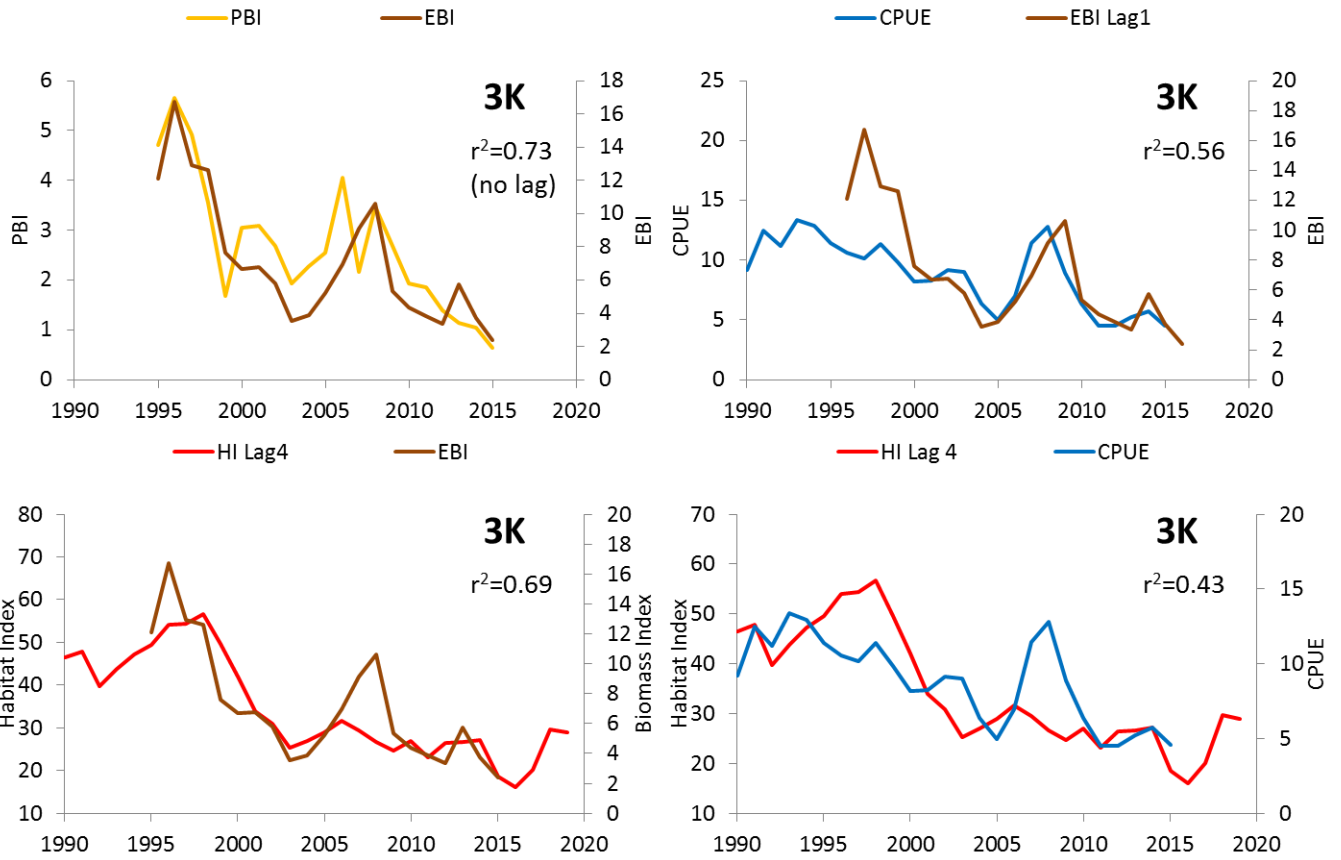 PBI EBI
6
5
4
3
2
1
0
PBI
18
16
14
12
10
8
6
4
2
0
EBI
3K
r²=0.73
(no lag)
1990 1995 2000 2005 2010 2015 2020
CPUE EBI Lag1
25
20
15
10
5
0
CPUE
20
18
16
14
12
10
8
6
4
2
0
EBI
3K
r²=0.56
1990 1995 2000 2005 2010 2015 2020
HI Lag4 EBI
80
70
60
50
40
30
20
10
Habitat Index
20
18
16
14
12
10
8
6
4
2
0
Biomass Index
3K
r²=0.69
1990 1995 2000 2005 2010 2015 2020
HI Lag 4 CPUE
70
60
50
40
30
20
10
Habitat Index
20
15
10
5
0
CPUE
3K
r²=0.43
1990 1995 2000 2005 2010 2015 2020